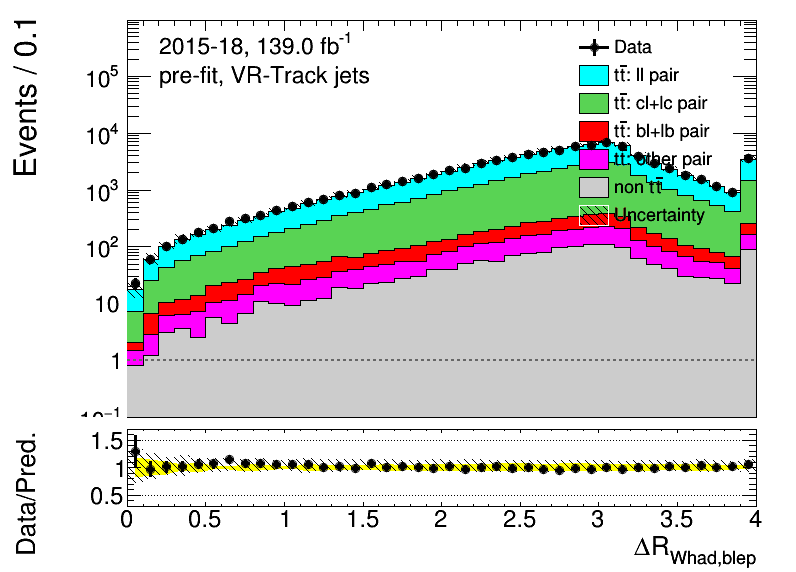 Events / 0.1
2015-18, 139.0 fb⁻¹
pre-fit, VR-Track jets
Data
tt̄: ll pair
tt̄: cl+lc pair
tt̄: bl+lb pair
tt̄: other pair
non tt̄
Uncertainty
10⁵
10⁴
10³
10²
10
1
10⁻¹
Data/Pred.
1.5
1
0.5
0 0.5 1 1.5 2 2.5 3 3.5 4
ΔR_Whad,blep